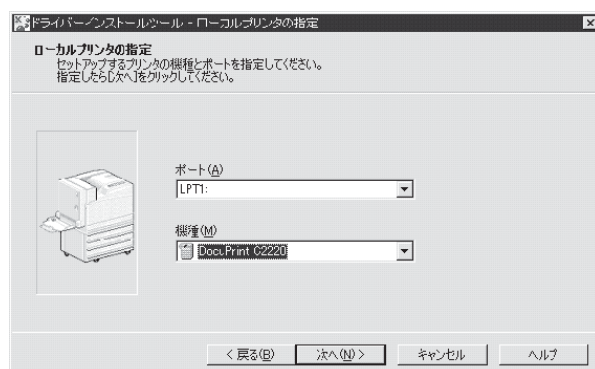 ドライバーインストールツール - ローカルプリンタの指定
ローカルプリンタの指定
セットアップするプリンタの機種とポートを指定してください。
指定したら[次へ]をクリックしてください。
ポート(A)
LPT1:
機種(M)
DocuPrint C2220
< 戻る(B)
次へ(N) >
キャンセル
ヘルプ